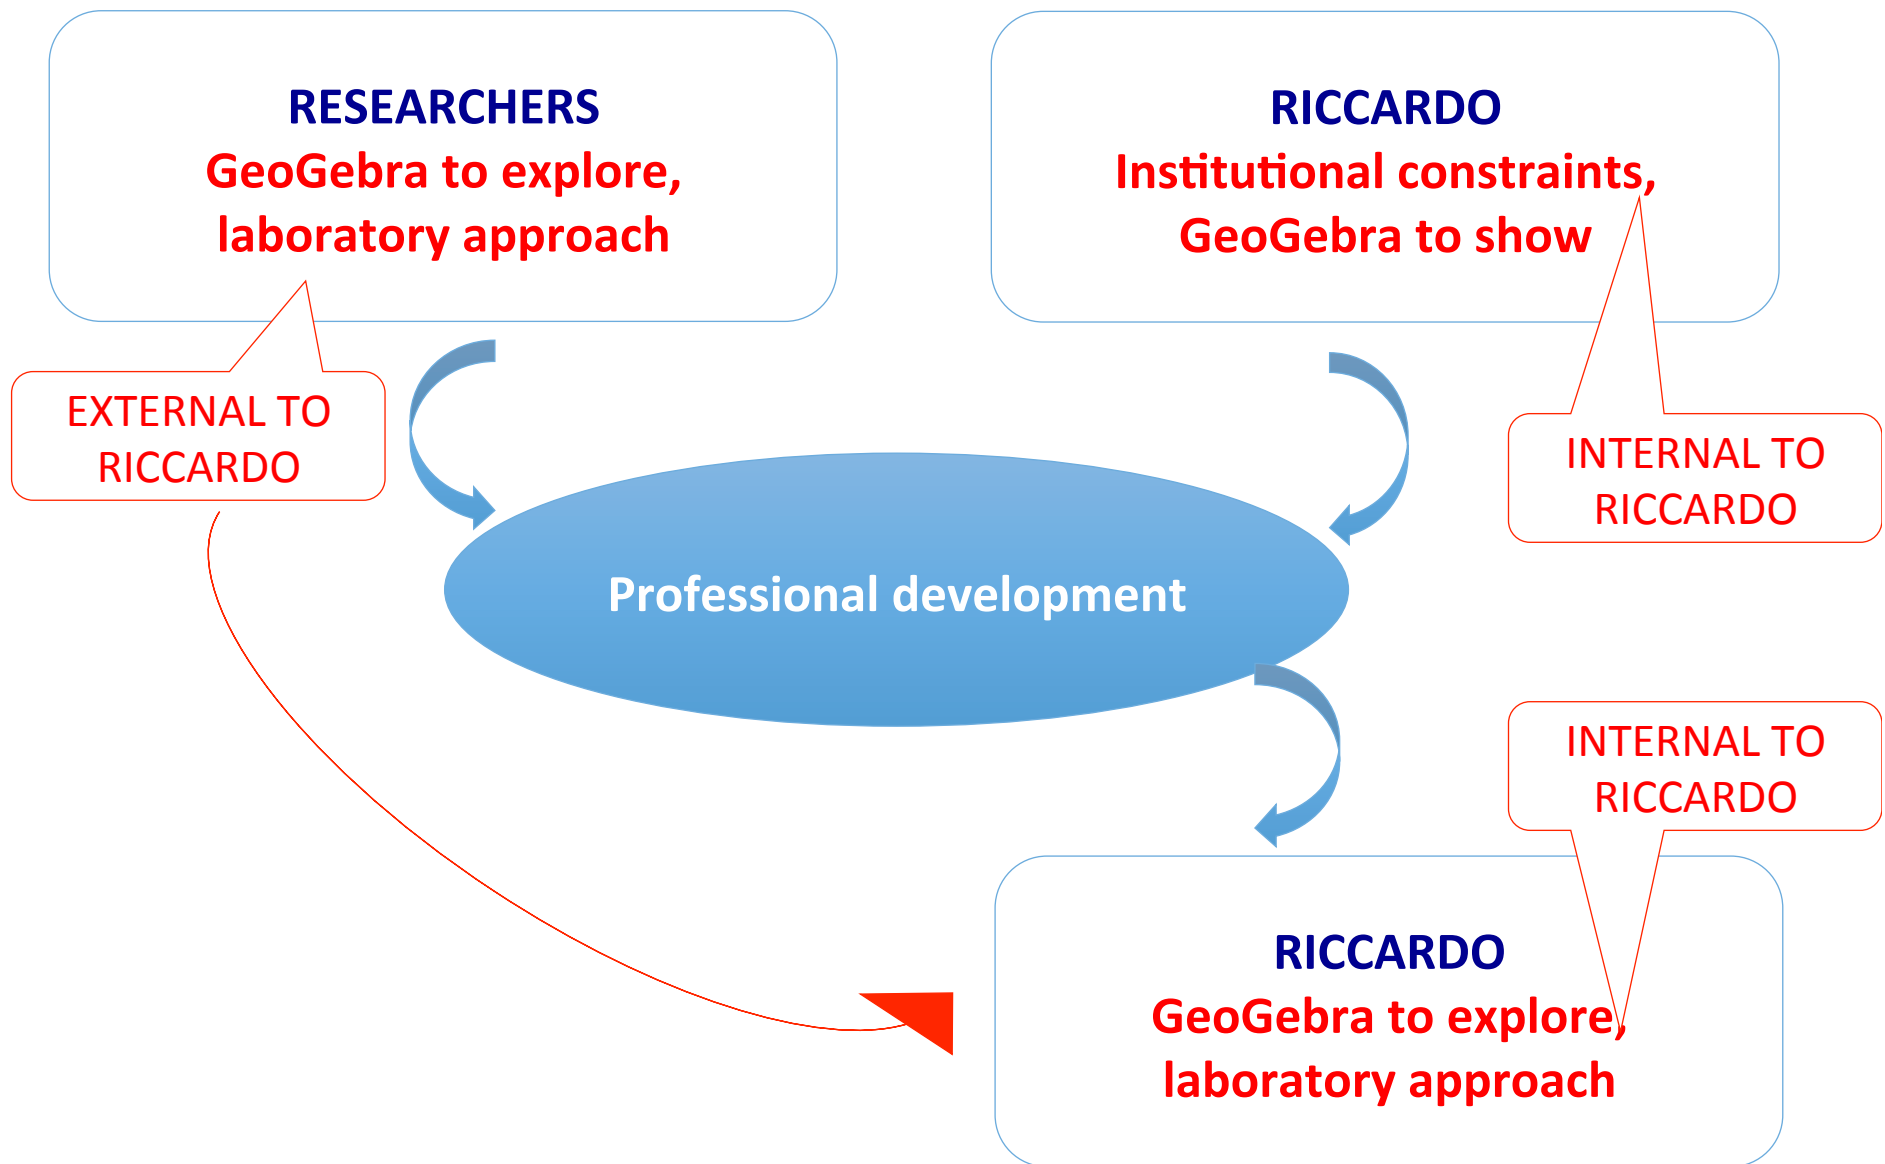 RESEARCHERS
GeoGebra to explore,
laboratory approach
RICCARDO
Institutional constraints,
GeoGebra to show
EXTERNAL TO
RICCARDO
INTERNAL TO
RICCARDO
Professional development
INTERNAL TO
RICCARDO
RICCARDO
GeoGebra to explore,
laboratory approach